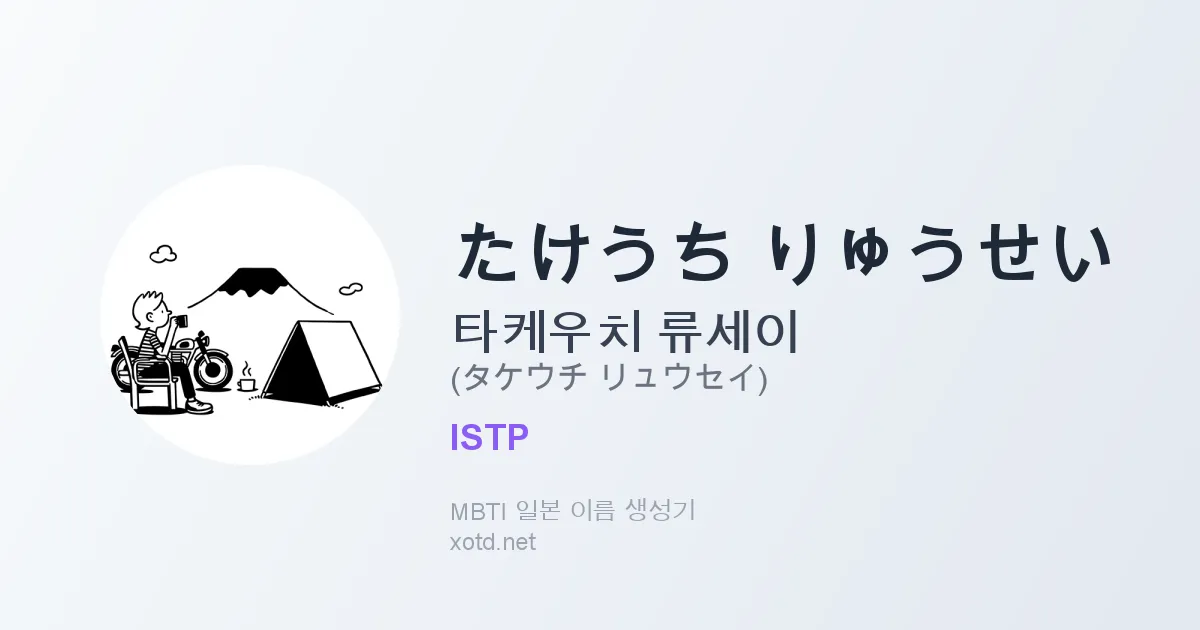 たけうち りゅうせい
타케우치 류세이
(タケウチ リュウセイ)
ISTP
MBTI 일본 이름 생성기
xotd.net